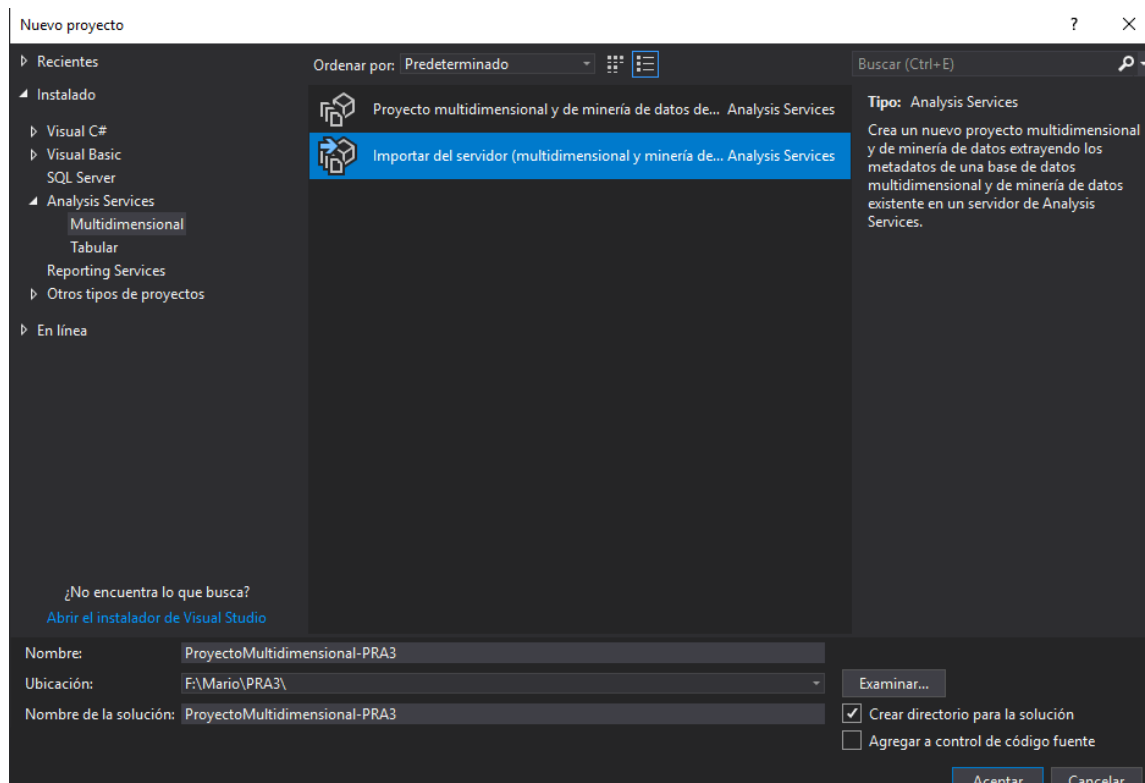 Nuevo proyecto
Recientes
Instalado
Visual C#
Visual Basic
SQL Server
Analysis Services
Multidimensional
Tabular
Reporting Services
Otros tipos de proyectos
En línea
¿No encuentra lo que busca?
Abrir el instalador de Visual Studio
Ordenar por: Predeterminado
Proyecto multidimensional y de minería de datos de... Analysis Services
Importar del servidor (multidimensional y minería de... Analysis Services
Buscar (Ctrl+E)
Tipo: Analysis Services
Crea un nuevo proyecto multidimensional
y de minería de datos extrayendo los
metadatos de una base de datos
multidimensional y de minería de datos
existente en un servidor de Analysis
Services.
Nombre: ProyectoMultidimensional-PRA3
Ubicación: F:\Mario\PRA3\
Examinar...
Nombre de la solución: ProyectoMultidimensional-PRA3
Crear directorio para la solución
Agregar a control de código fuente
Aceptar Cancelar